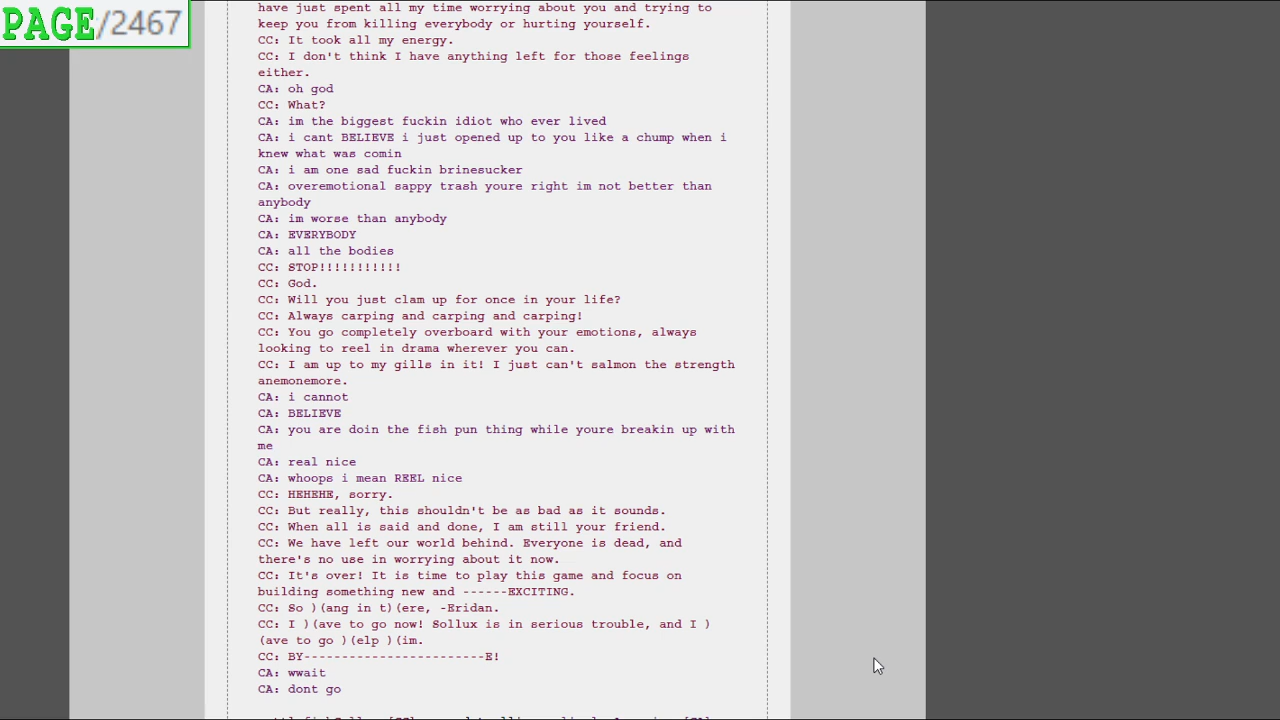 PAGE/2467
have just spent all my time worrying about you and trying to
keep you from killing everybody or hurting yourself.
CC: It took all my energy.
CC: I don't think I have anything left for those feelings
either.
CA: oh god
CC: What?
CA: im the biggest fuckin idiot who ever lived
CA: i cant BELIEVE i just opened up to you like a chump when i
knew what was comin
CA: i am one sad fuckin brinesucker
CA: overemotional sappy trash youre right im not better than
anybody
CA: im worse than anybody
CA: EVERYBODY
CA: all the bodies
CC: STOP!!!!!!!!!!!
CC: God.
CC: Will you just clam up for once in your life?
CC: Always carping and carping and carping!
CC: You go completely overboard with your emotions, always
looking to reel in drama wherever you can.
CC: I am up to my gills in it! I just can't salmon the strength
anemonemore.
CA: i cannot
CA: BELIEVE
CA: you are doin the fish pun thing while youre breakin up with
me
CA: real nice
CA: whoops i mean REEL nice
CC: HEHEHE, sorry.
CC: But really, this shouldn't be as bad as it sounds.
CC: When all is said and done, I am still your friend.
CC: We have left our world behind. Everyone is dead, and
there's no use in worrying about it now.
CC: It's over! It is time to play this game and focus on
building something new and ------EXCITING.
CC: So )(ang in t)(ere, -Eridan.
CC: I )(ave to go now! Sollux is in serious trouble, and I )
(ave to go )(elp )(im.
CC: BY------------------------E!
CA: wwait
CA: dont go